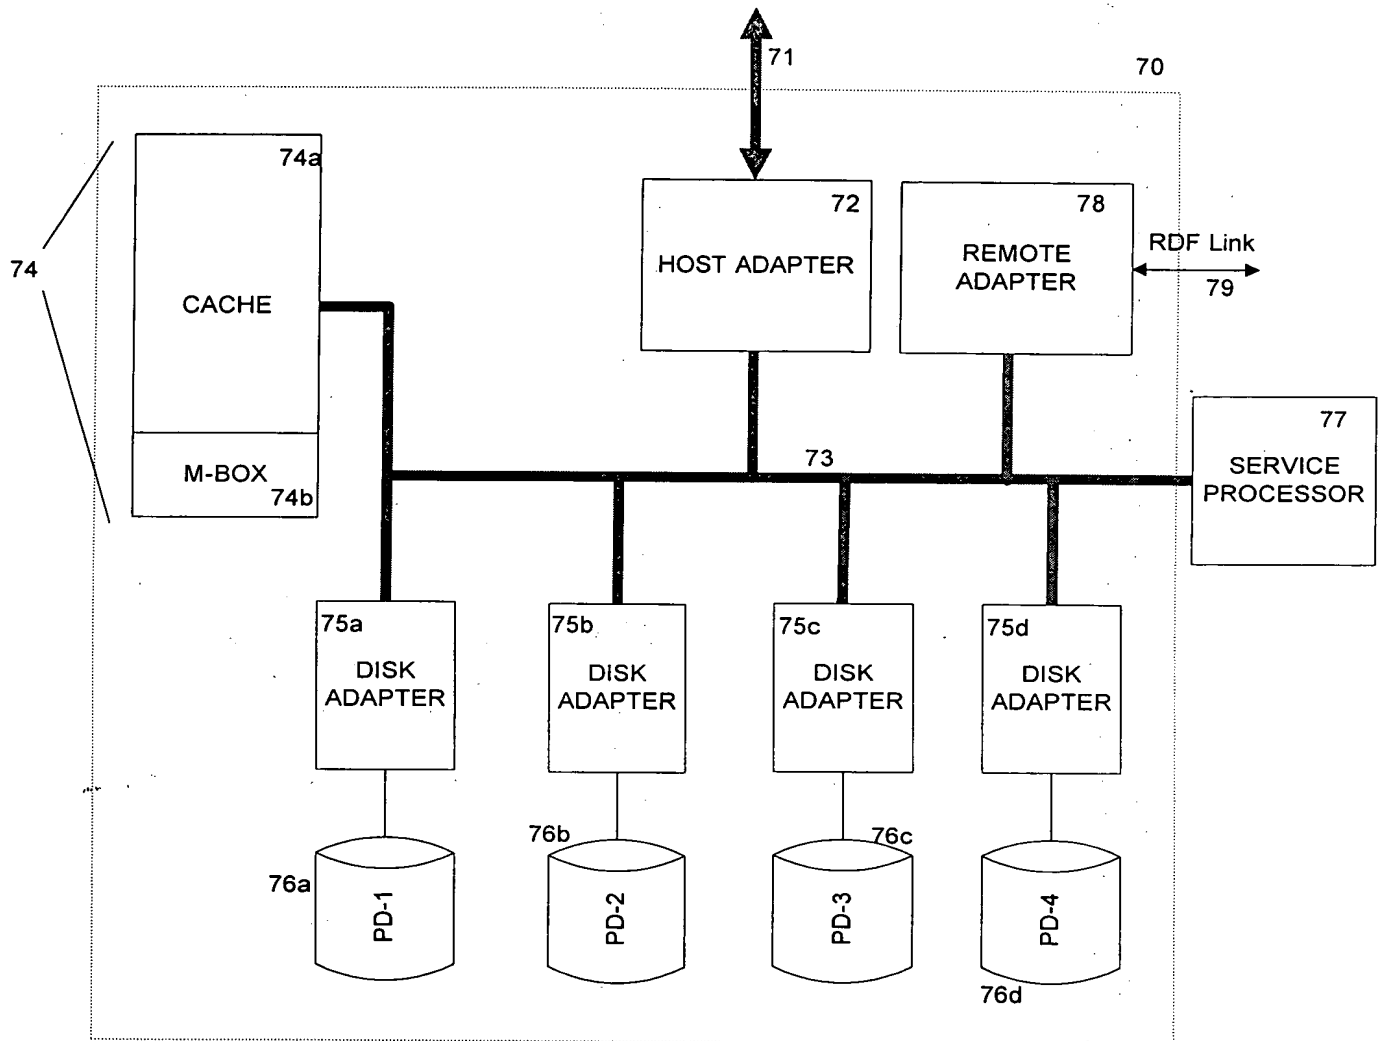 71
70
74a
74
CACHE
M-BOX
74b
72
HOST ADAPTER
78
REMOTE
ADAPTER
RDF Link
79
73
77
SERVICE
PROCESSOR
75a
DISK
ADAPTER
75b
DISK
ADAPTER
75c
DISK
ADAPTER
75d
DISK
ADAPTER
76a
PD-1
76b
PD-2
76c
PD-3
76d
PD-4